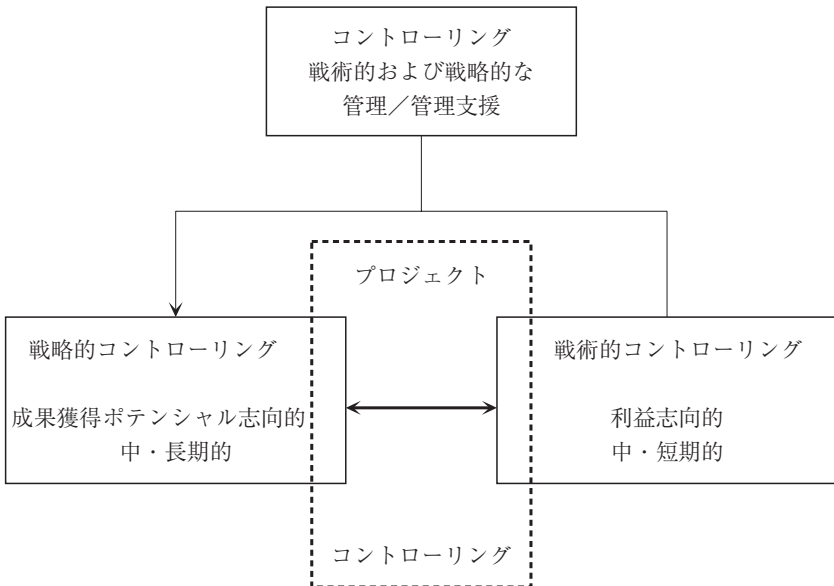 コントローリング
戦術的および戦略的な
管理／管理支援
プロジェクト
戦略的コントローリング
成果獲得ポテンシャル志向的
中・長期的
戦術的コントローリング
利益志向的
中・短期的
コントローリング